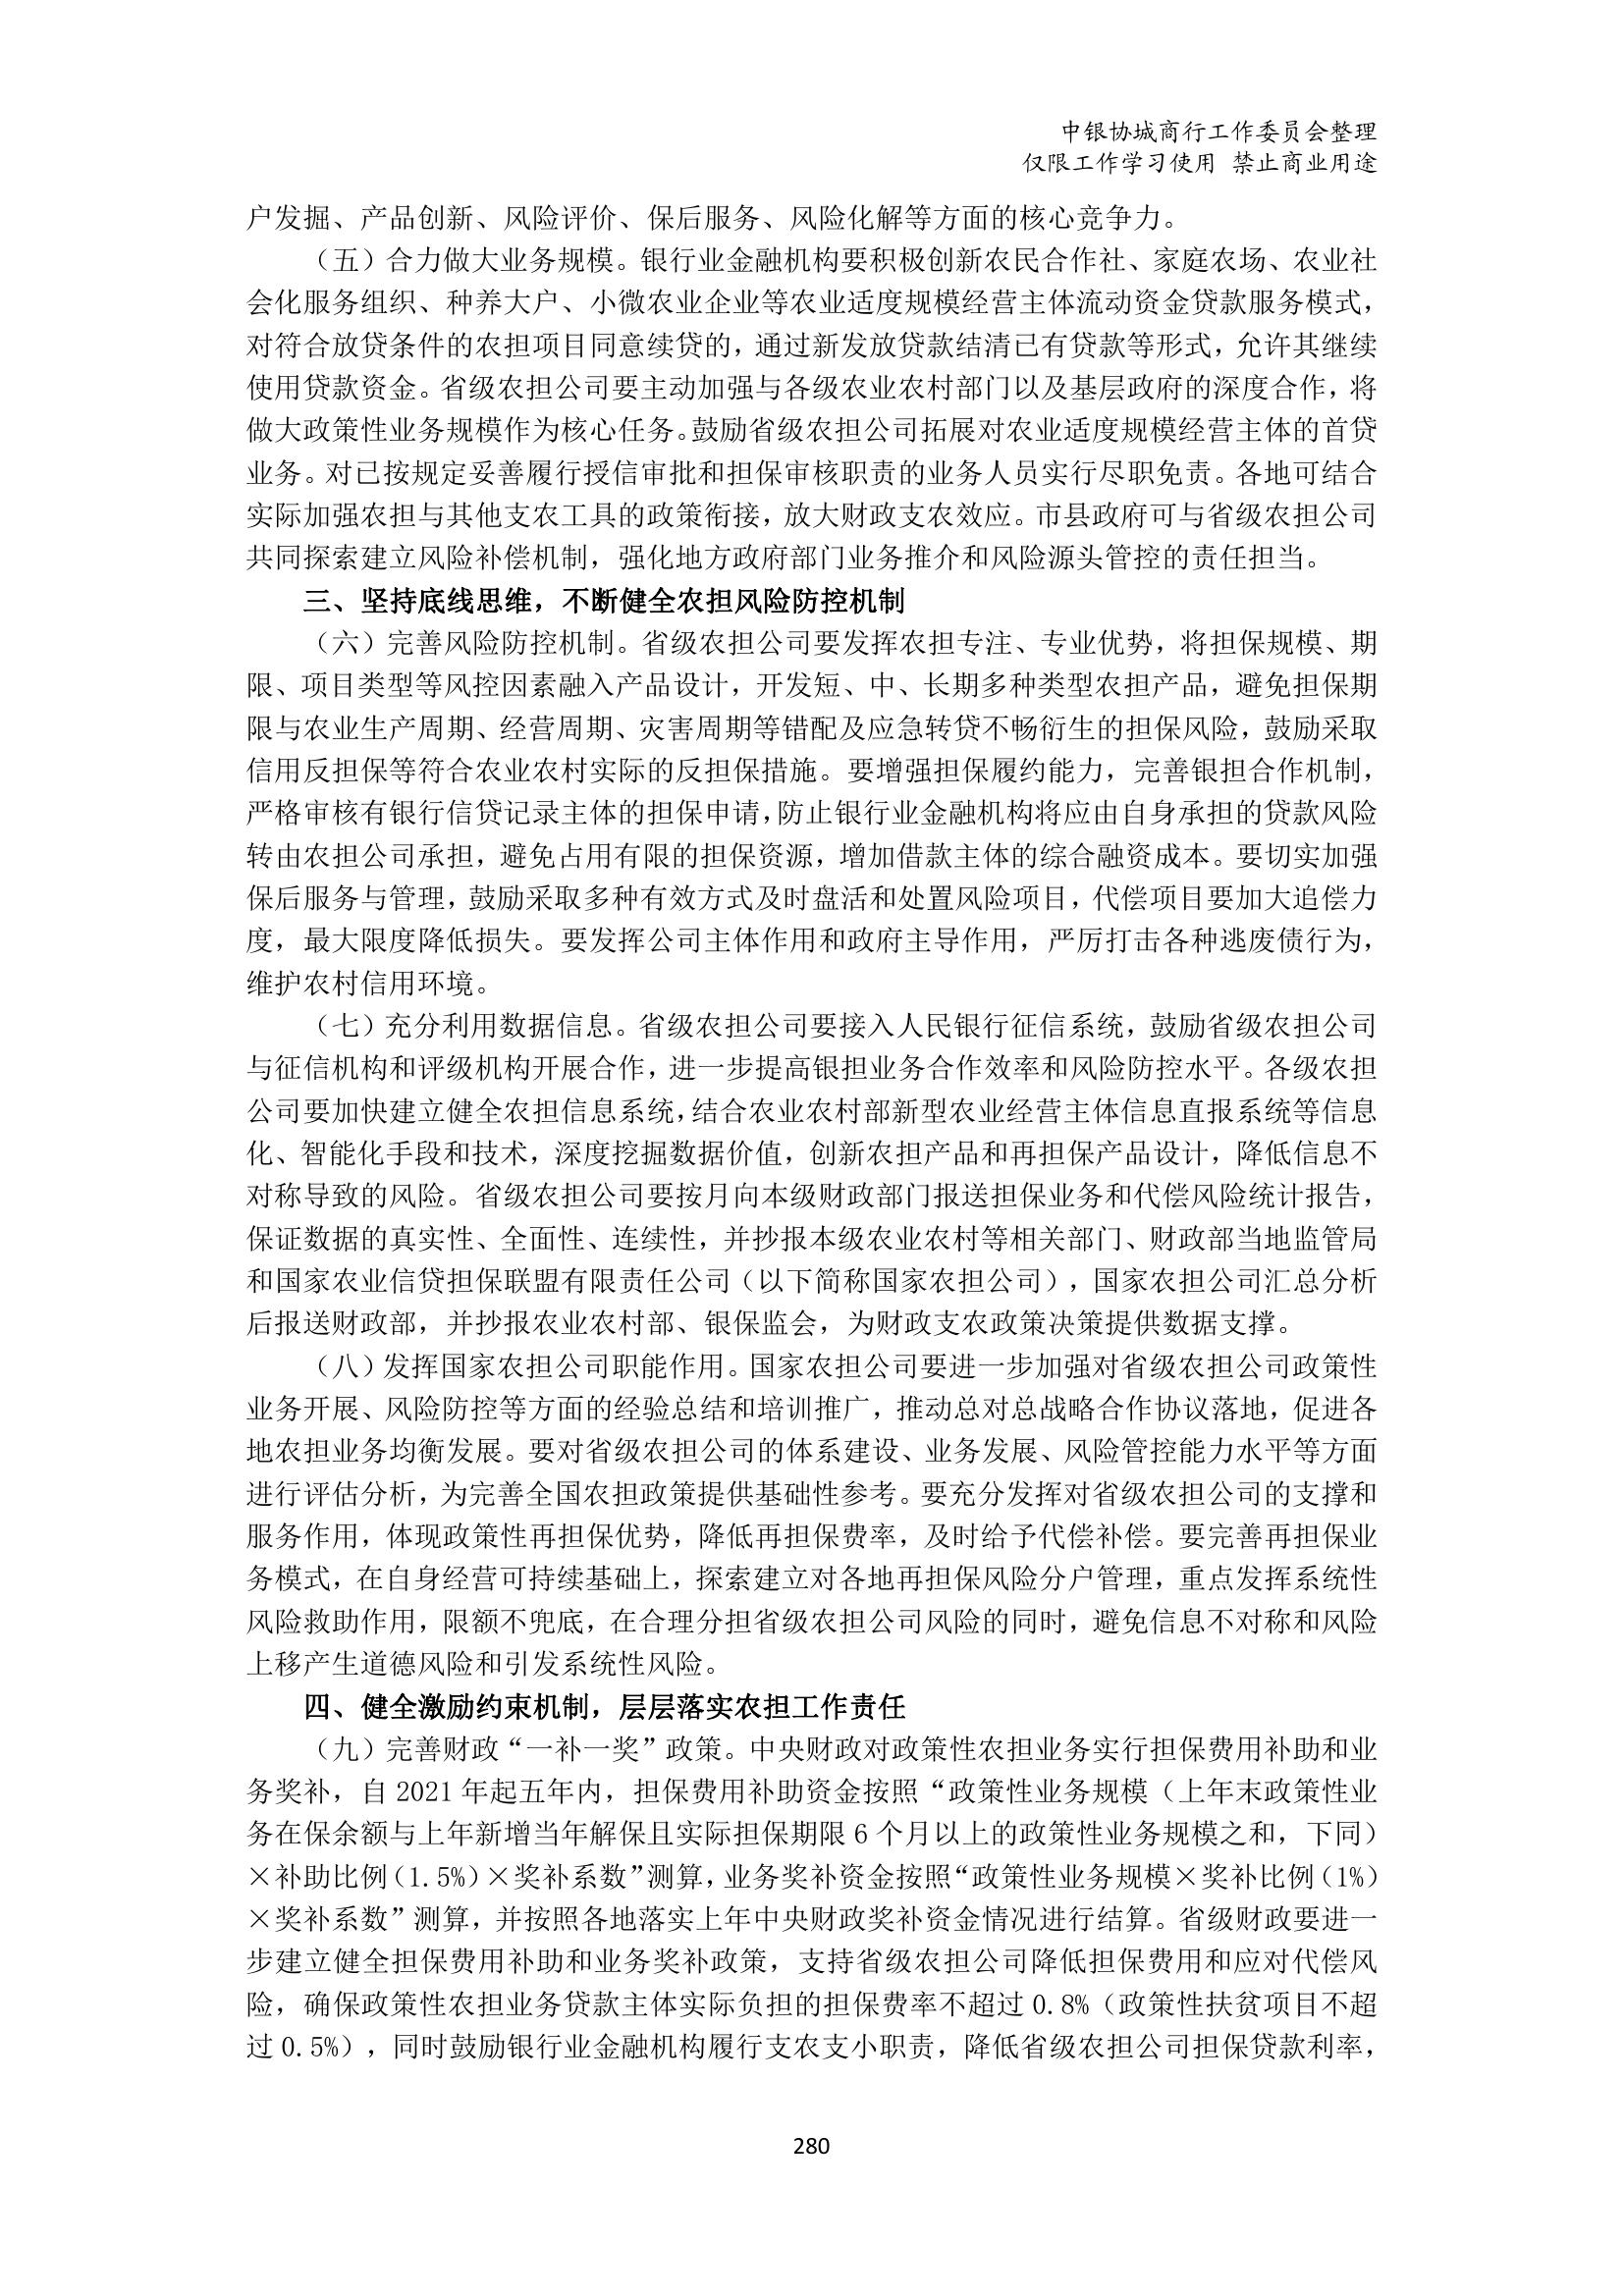 中银协城商行工作委员会整理
仅限工作学习使用 禁止商业用途
户发掘、产品创新、风险评价、保后服务、风险化解等方面的核心竞争力。
（五）合力做大业务规模。银行业金融机构要积极创新农民合作社、家庭农场、农业社
会化服务组织、种养大户、小微农业企业等农业适度规模经营主体流动资金贷款服务模式，
对符合放贷条件的农担项目同意续贷的，通过新发放贷款结清已有贷款等形式，允许其继续
使用贷款资金。省级农担公司要主动加强与各级农业农村部门以及基层政府的深度合作，将
做大政策性业务规模作为核心任务。鼓励省级农担公司拓展对农业适度规模经营主体的首贷
业务。对已按规定妥善履行授信审批和担保审核职责的业务人员实行尽职免责。各地可结合
实际加强农担与其他支农工具的政策衔接，放大财政支农效应。市县政府可与省级农担公司
共同探索建立风险补偿机制，强化地方政府部门业务推介和风险源头管控的责任担当。
三、坚持底线思维，不断健全农担风险防控机制
（六）完善风险防控机制。省级农担公司要发挥农担专注、专业优势，将担保规模、期
限、项目类型等风控因素融入产品设计，开发短、中、长期多种类型农担产品，避免担保期
限与农业生产周期、经营周期、灾害周期等错配及应急转贷不畅衍生的担保风险，鼓励采取
信用反担保等符合农业农村实际的反担保措施。要增强担保履约能力，完善银担合作机制，
严格审核有银行信贷记录主体的担保申请，防止银行业金融机构将应由自身承担的贷款风险
转由农担公司承担，避免占用有限的担保资源，增加借款主体的综合融资成本。要切实加强
保后服务与管理，鼓励采取多种有效方式及时盘活和处置风险项目，代偿项目要加大追偿力
度，最大限度降低损失。要发挥公司主体作用和政府主导作用，严厉打击各种逃废债行为，
维护农村信用环境。
（七）充分利用数据信息。省级农担公司要接入人民银行征信系统，鼓励省级农担公司
与征信机构和评级机构开展合作，进一步提高银担业务合作效率和风险防控水平。各级农担
公司要加快建立健全农担信息系统，结合农业农村部新型农业经营主体信息直报系统等信息
化、智能化手段和技术，深度挖掘数据价值，创新农担产品和再担保产品设计，降低信息不
对称导致的风险。省级农担公司要按月向本级财政部门报送担保业务和代偿风险统计报告，
保证数据的真实性、全面性、连续性，并抄报本级农业农村等相关部门、财政部当地监管局
和国家农业信贷担保联盟有限责任公司（以下简称国家农担公司），国家农担公司汇总分析
后报送财政部，并抄报农业农村部、银保监会，为财政支农政策决策提供数据支撑。
（八）发挥国家农担公司职能作用。国家农担公司要进一步加强对省级农担公司政策性
业务开展、风险防控等方面的经验总结和培训推广，推动总对总战略合作协议落地，促进各
地农担业务均衡发展。要对省级农担公司的体系建设、业务发展、风险管控能力水平等方面
进行评估分析，为完善全国农担政策提供基础性参考。要充分发挥对省级农担公司的支撑和
服务作用，体现政策性再担保优势，降低再担保费率，及时给予代偿补偿。要完善再担保业
务模式，在自身经营可持续基础上，探索建立对各地再担保风险分户管理，重点发挥系统性
风险救助作用，限额不兜底，在合理分担省级农担公司风险的同时，避免信息不对称和风险
上移产生道德风险和引发系统性风险。
四、健全激励约束机制，层层落实农担工作责任
（九）完善财政“一补一奖”政策。中央财政对政策性农担业务实行担保费用补助和业
务奖补，自 2021 年起五年内，担保费用补助资金按照“政策性业务规模（上年末政策性业
务在保余额与上年新增当年解保且实际担保期限 6 个月以上的政策性业务规模之和，下同）
×补助比例（1.5%）×奖补系数”测算，业务奖补资金按照“政策性业务规模×奖补比例（1%）
×奖补系数”测算，并按照各地落实上年中央财政奖补资金情况进行结算。省级财政要进一
步建立健全担保费用补助和业务奖补政策，支持省级农担公司降低担保费用和应对代偿风
险，确保政策性农担业务贷款主体实际负担的担保费率不超过 0.8%（政策性扶贫项目不超
过 0.5%），同时鼓励银行业金融机构履行支农支小职责，降低省级农担公司担保贷款利率，
280